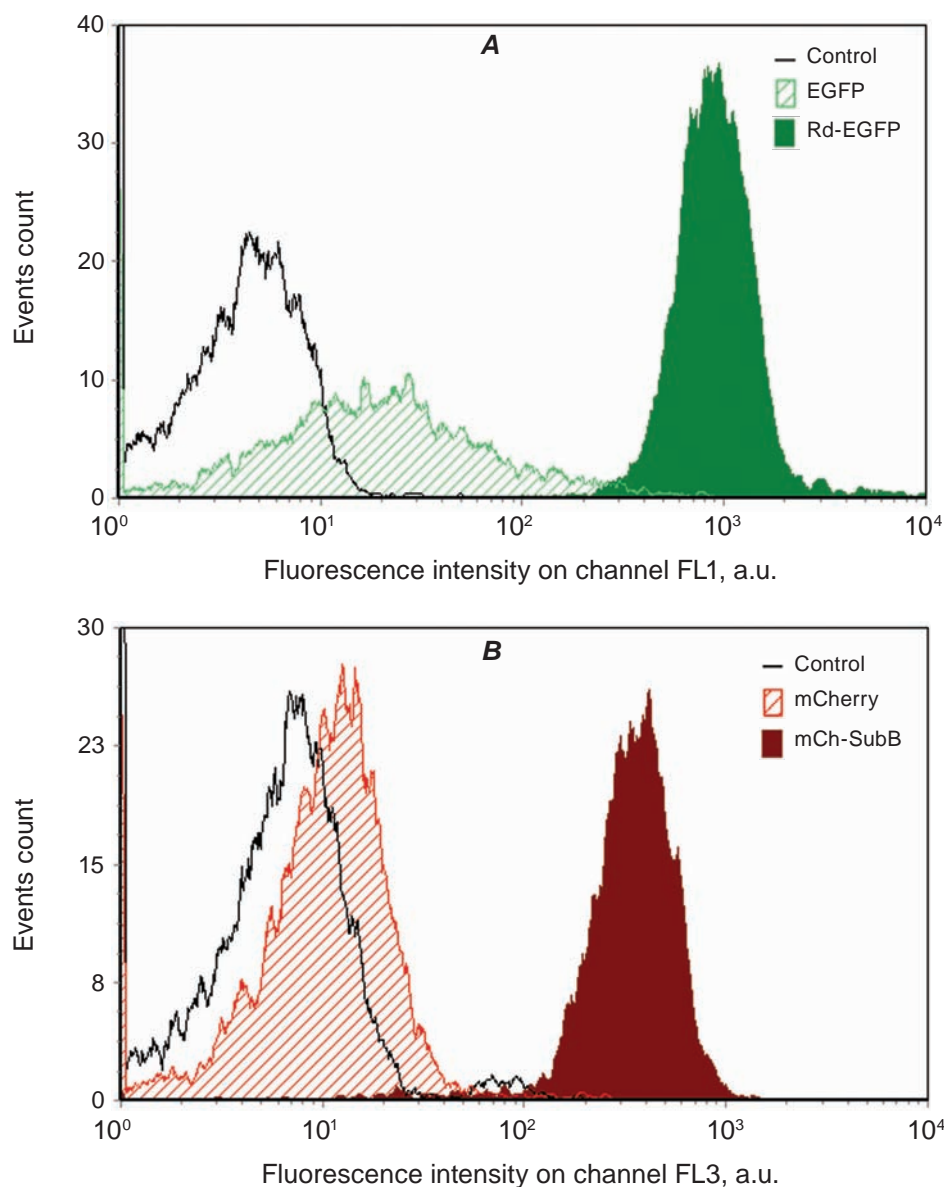 A
Control
EGFP
Rd-EGFP
40
30
20
10
0
Events count
10⁰ 10¹ 10² 10³ 10⁴
Fluorescence intensity on channel FL1, a.u.
B
Control
mCherry
mCh-SubB
30
23
15
8
0
Events count
10⁰ 10¹ 10² 10³ 10⁴
Fluorescence intensity on channel FL3, a.u.